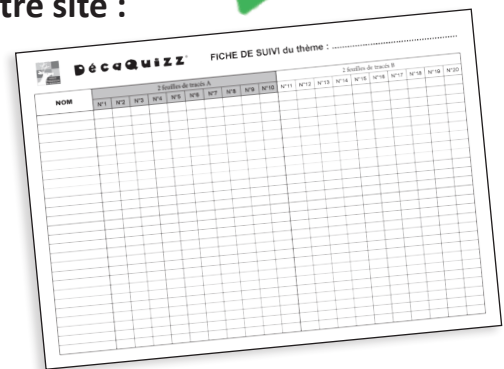 tre site :
DécaQuizz® FICHE DE SUIVI du thème : ..........................................
2 feuilles de tracés A 2 feuilles de tracés B
NOM N°1 N°2 N°3 N°4 N°5 N°6 N°7 N°8 N°9 N°10 N°11 N°12 N°13 N°14 N°15 N°16 N°17 N°18 N°19 N°20